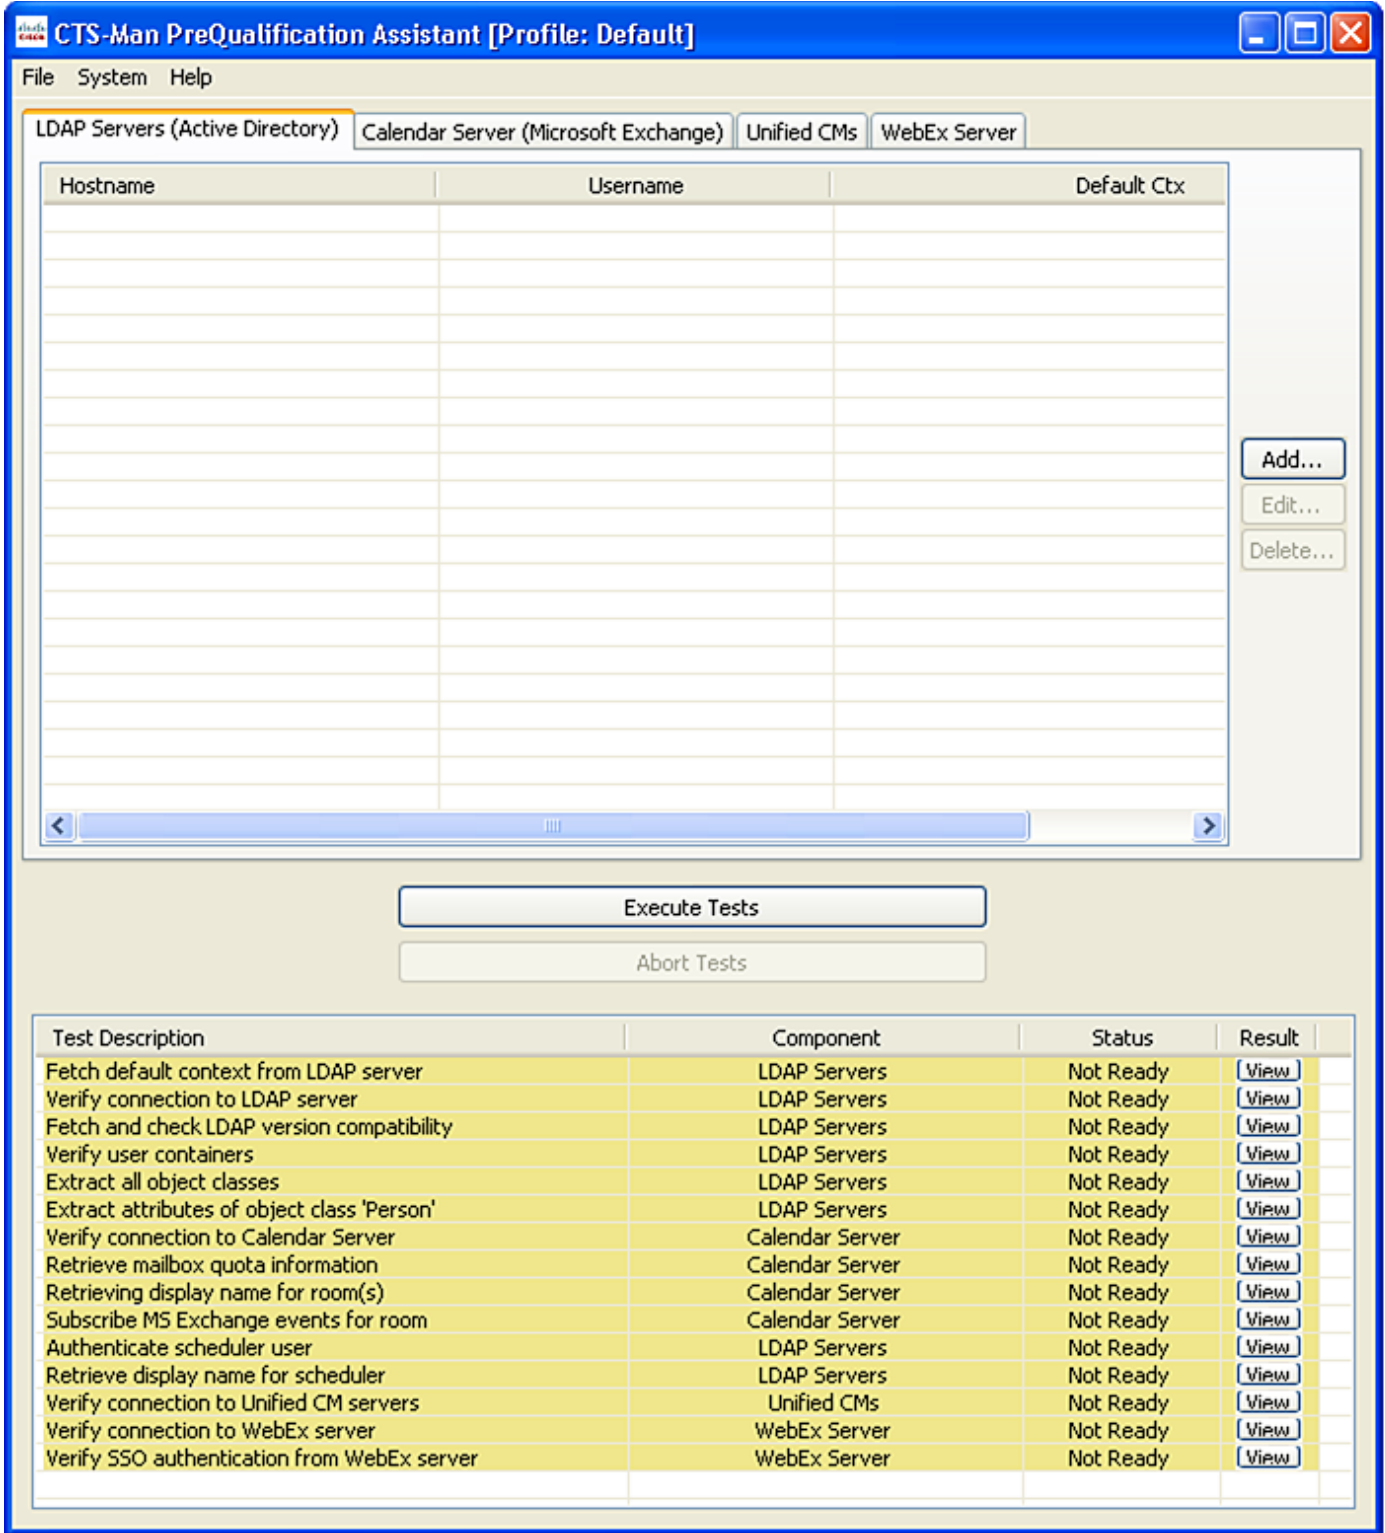 CISCO CTS-Man PreQualification Assistant [Profile: Default]
File System Help
LDAP Servers (Active Directory) Calendar Server (Microsoft Exchange) Unified CMs WebEx Server
Hostname Username Default Ctx
Add...
Edit...
Delete...
Execute Tests
Abort Tests
Test Description Component Status Result
Fetch default context from LDAP server LDAP Servers Not Ready View
Verify connection to LDAP server LDAP Servers Not Ready View
Fetch and check LDAP version compatibility LDAP Servers Not Ready View
Verify user containers LDAP Servers Not Ready View
Extract all object classes LDAP Servers Not Ready View
Extract attributes of object class 'Person' LDAP Servers Not Ready View
Verify connection to Calendar Server Calendar Server Not Ready View
Retrieve mailbox quota information Calendar Server Not Ready View
Retrieving display name for room(s) Calendar Server Not Ready View
Subscribe MS Exchange events for room Calendar Server Not Ready View
Authenticate scheduler user LDAP Servers Not Ready View
Retrieve display name for scheduler LDAP Servers Not Ready View
Verify connection to Unified CM servers Unified CMs Not Ready View
Verify connection to WebEx server WebEx Server Not Ready View
Verify SSO authentication from WebEx server WebEx Server Not Ready View